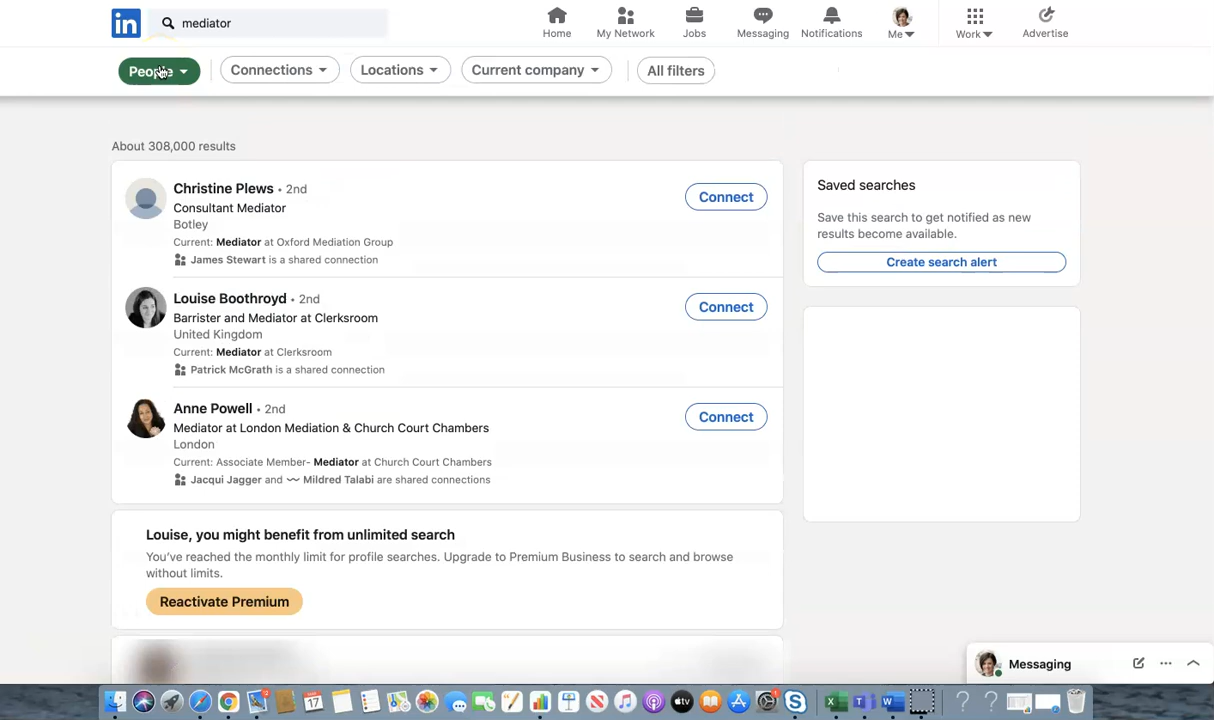 in mediator
Home My Network Jobs Messaging Notifications Me Work Advertise
People Connections Locations Current company All filters
About 308,000 results
Christine Plews • 2nd
Consultant Mediator
Botley
Current: Mediator at Oxford Mediation Group
James Stewart is a shared connection
Connect
Louise Boothroyd • 2nd
Barrister and Mediator at Clerksroom
United Kingdom
Current: Mediator at Clerksroom
Patrick McGrath is a shared connection
Connect
Anne Powell • 2nd
Mediator at London Mediation & Church Court Chambers
London
Current: Associate Member- Mediator at Church Court Chambers
Jacqui Jagger and Mildred Talabi are shared connections
Connect
Louise, you might benefit from unlimited search
You've reached the monthly limit for profile searches. Upgrade to Premium Business to search and browse
without limits.
Reactivate Premium
Saved searches
Save this search to get notified as new
results become available.
Create search alert
Messaging
17